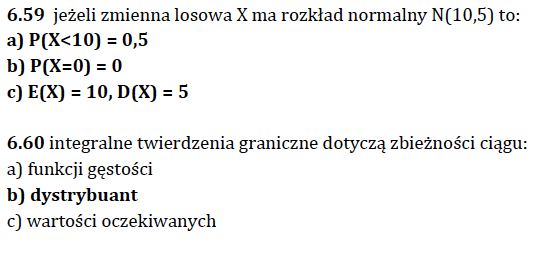 6.59 jeżeli zmienna losowa X ma rozkład normalny N(10,5) to:
a) P(X<10) = 0,5
b) P(X=0) = 0
c) E(X) = 10, D(X) = 5
6.60 integralne twierdzenia graniczne dotyczą zbieżności ciągu:
a) funkcji gęstości
b) dystrybuant
c) wartości oczekiwanych